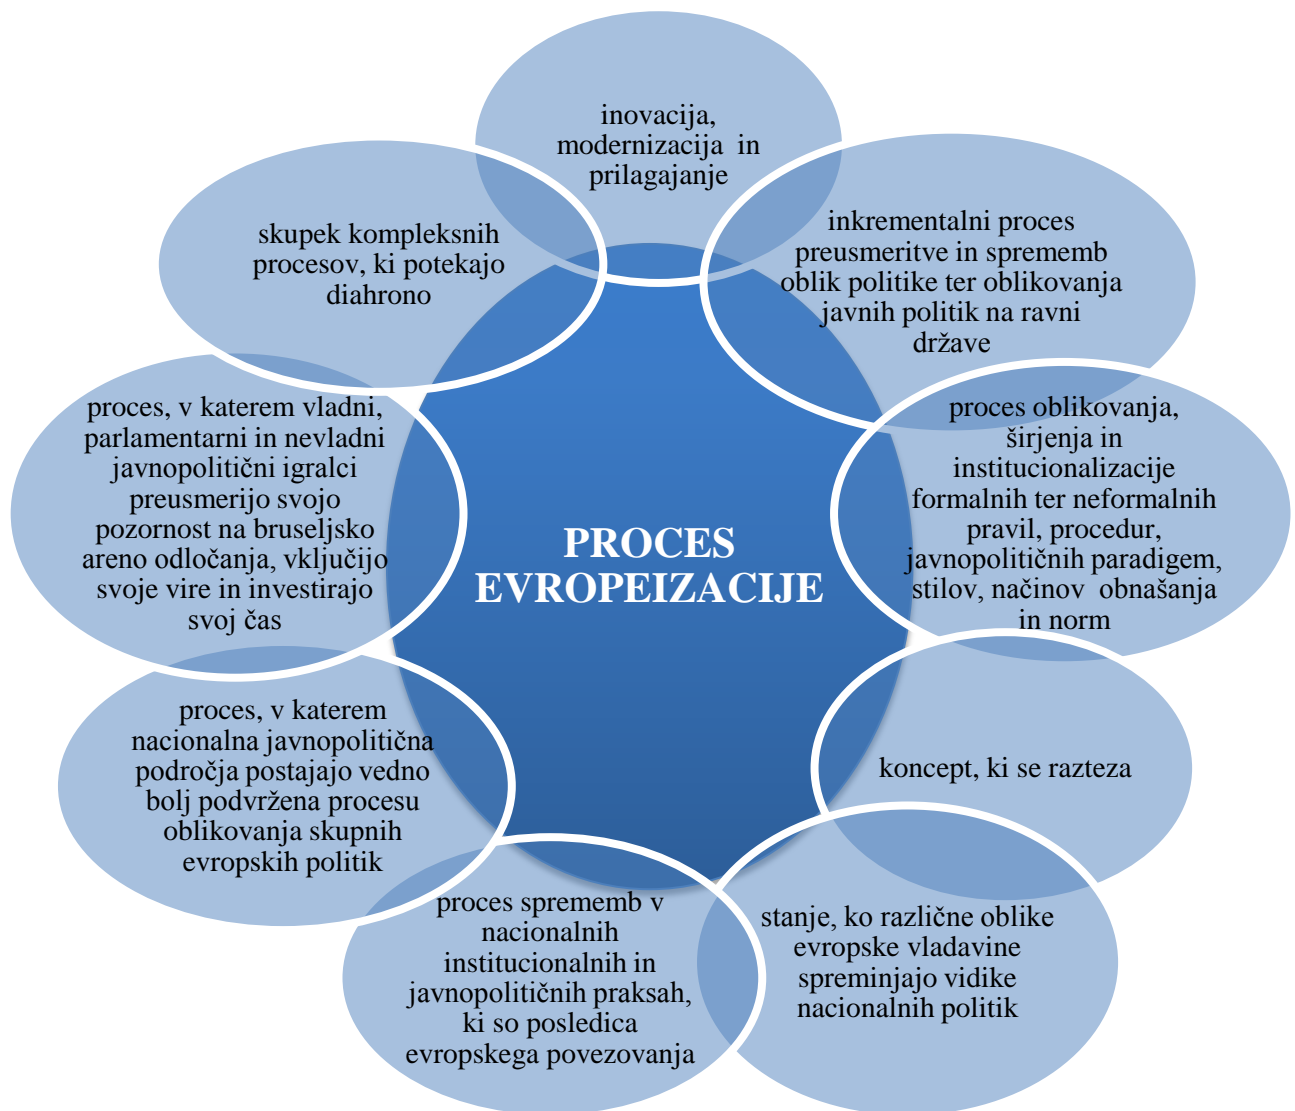 inovacija,
modernizacija in
prilagajanje
inkrementalni proces
preusmeritve in sprememb
oblik politike ter oblikovanja
javnih politik na ravni
države
proces oblikovanja,
širjenja in
institucionalizacije
formalnih ter neformalnih
pravil, procedur,
javnopolitičnih paradigem,
stilov, načinov obnašanja
in norm
koncept, ki se razteza
stanje, ko različne oblike
evropske vladavine
spreminjajo vidike
nacionalnih politik
proces sprememb v
nacionalnih
institucionalnih in
javnopolitičnih praksah,
ki so posledica
evropskega povezovanja
proces, v katerem
nacionalna javnopolitična
področja postajajo vedno
bolj podvržena procesu
oblikovanja skupnih
evropskih politik
proces, v katerem vladni,
parlamentarni in nevladni
javnopolitični igralci
preusmerijo svojo
pozornost na bruseljsko
areno odločanja, vključijo
svoje vire in investirajo
svoj čas
skupek kompleksnih
procesov, ki potekajo
diahrono
PROCES
EVROPEIZACIJE